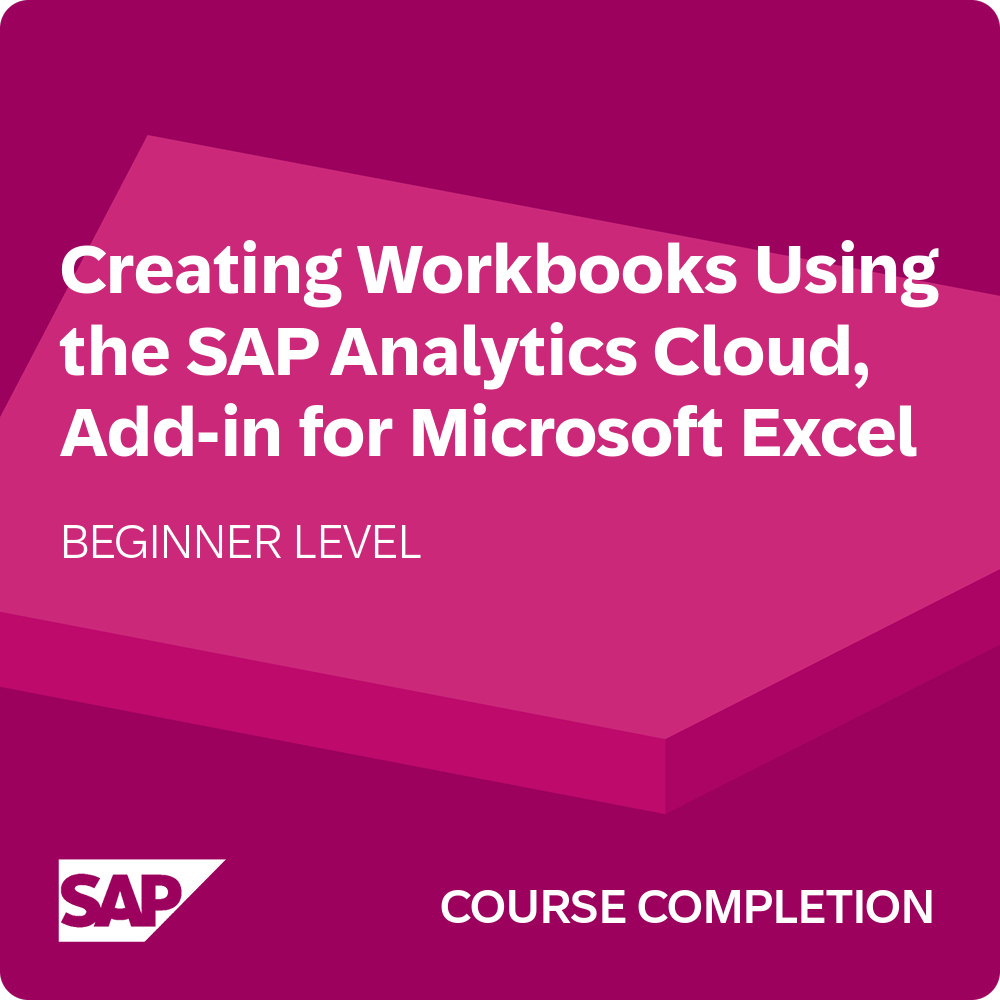 Creating Workbooks Using
the SAP Analytics Cloud,
Add-in for Microsoft Excel
BEGINNER LEVEL
SAP
COURSE COMPLETION